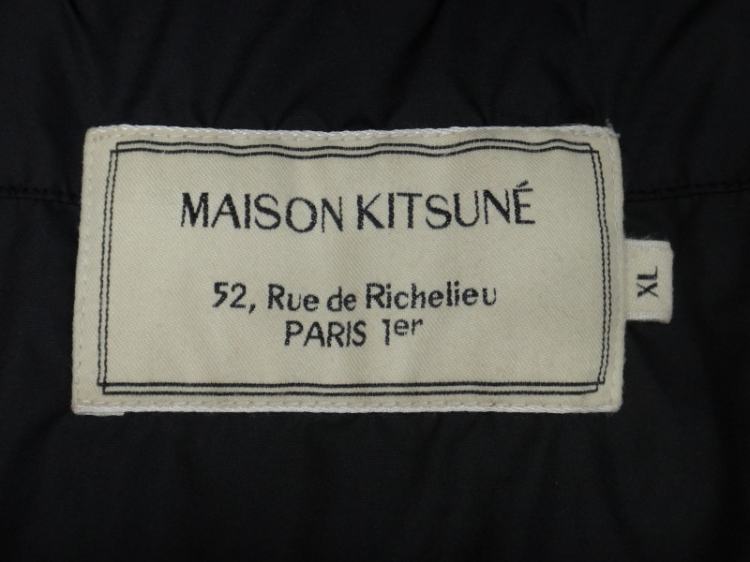 MAISON KITSUNÉ
52, Rue de Richelieu
PARIS 1er
XL